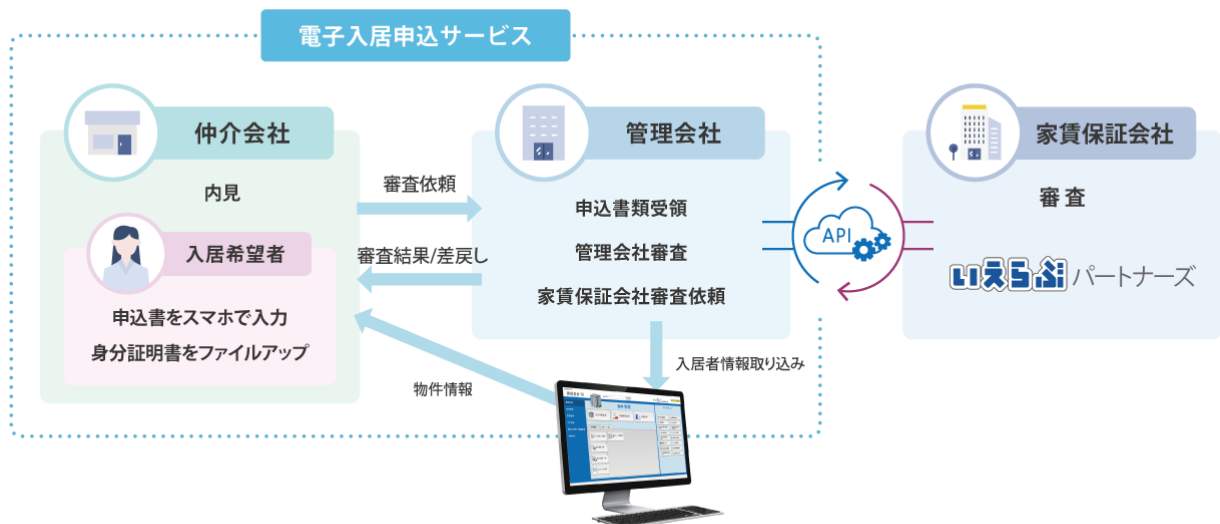 電子入居申込サービス
仲介会社
内見
入居希望者
申込書をスマホで入力
身分証明書をファイルアップ
審査依頼
審査結果/差戻し
物件情報
管理会社
申込書類受領
管理会社審査
家賃保証会社審査依頼
入居者情報取り込み
API
家賃保証会社
審査
いえらぶパートナーズ